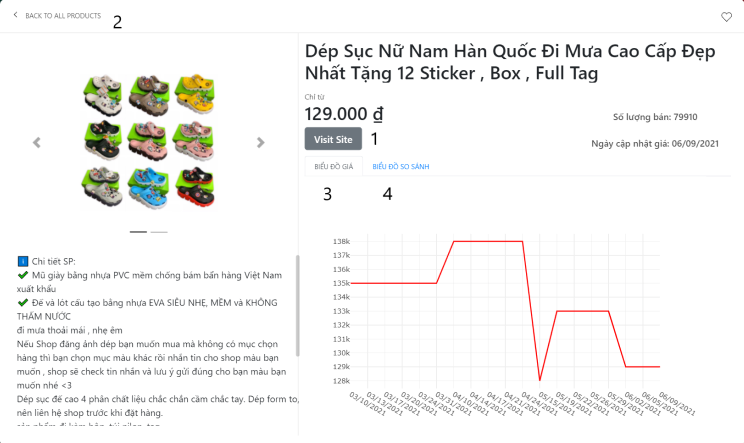 BACK TO ALL PRODUCTS
2
Dép Sục Nữ Nam Hàn Quốc Đi Mưa Cao Cấp Đẹp
Nhất Tặng 12 Sticker , Box , Full Tag
Chỉ từ
129.000 ₫
Số lượng bán: 79910
Visit Site
1
Ngày cập nhật giá: 06/09/2021
BIỂU ĐỒ GIÁ
BIỂU ĐỒ SO SÁNH
3
4
Chi tiết SP:
Mũ giày bằng nhựa PVC mềm chống bám bẩn hàng Việt Nam
xuất khẩu
Đế và lót cấu tạo bằng nhựa EVA SIÊU NHẸ, MỀM và KHÔNG
THẤM NƯỚC
đi mưa thoải mái , nhẹ êm
Nếu Shop đăng ảnh dép bạn muốn mua mà không có mục chọn
hàng thì bạn chọn mục màu khác rồi nhắn tin cho shop màu bạn
muốn , shop sẽ check tin nhắn và lưu ý gửi đúng cho bạn màu bạn
muốn nhé <3
Dép sục đế cao 4 phân chất liệu chắc chắn cầm chắc tay. Dép form to,
nên liên hệ shop trước khi đặt hàng.
138k
137k
136k
135k
134k
133k
132k
131k
130k
129k
128k
03/10/2021
03/13/2021
03/17/2021
03/20/2021
03/24/2021
03/31/2021
04/10/2021
04/14/2021
04/17/2021
04/21/2021
04/24/2021
05/15/2021
05/19/2021
05/22/2021
05/26/2021
05/29/2021
06/02/2021
06/05/2021
06/09/2021